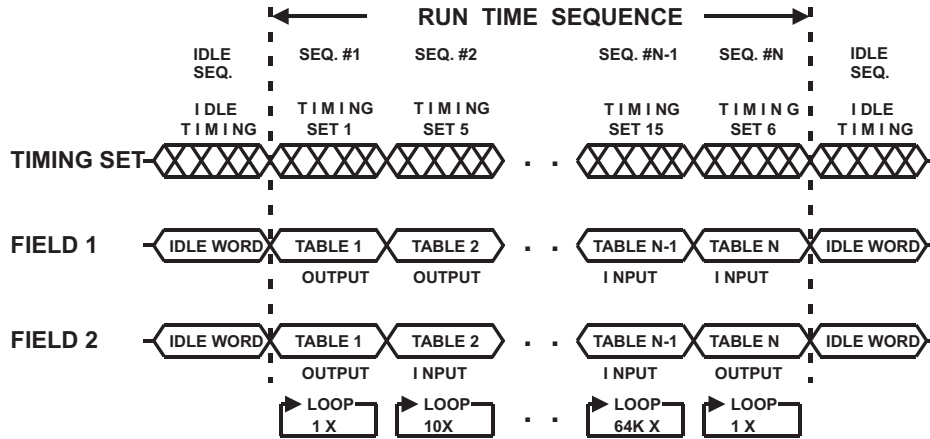 RUN TIME SEQUENCE
IDLE SEQ. #1 SEQ. #2 SEQ. #N-1 SEQ. #N IDLE
SEQ. SEQ.
IDLE TIMING TIMING TIMING TIMING IDLE
TIMING SET 1 SET 5 SET 15 SET 6 TIMING
TIMING SET . .
FIELD 1 IDLE WORD TABLE 1 TABLE 2 . . TABLE N-1 TABLE N IDLE WORD
OUTPUT OUTPUT INPUT INPUT
FIELD 2 IDLE WORD TABLE 1 TABLE 2 . . TABLE N-1 TABLE N IDLE WORD
OUTPUT INPUT INPUT OUTPUT
LOOP LOOP . . LOOP LOOP
1 X 10X 64K X 1 X